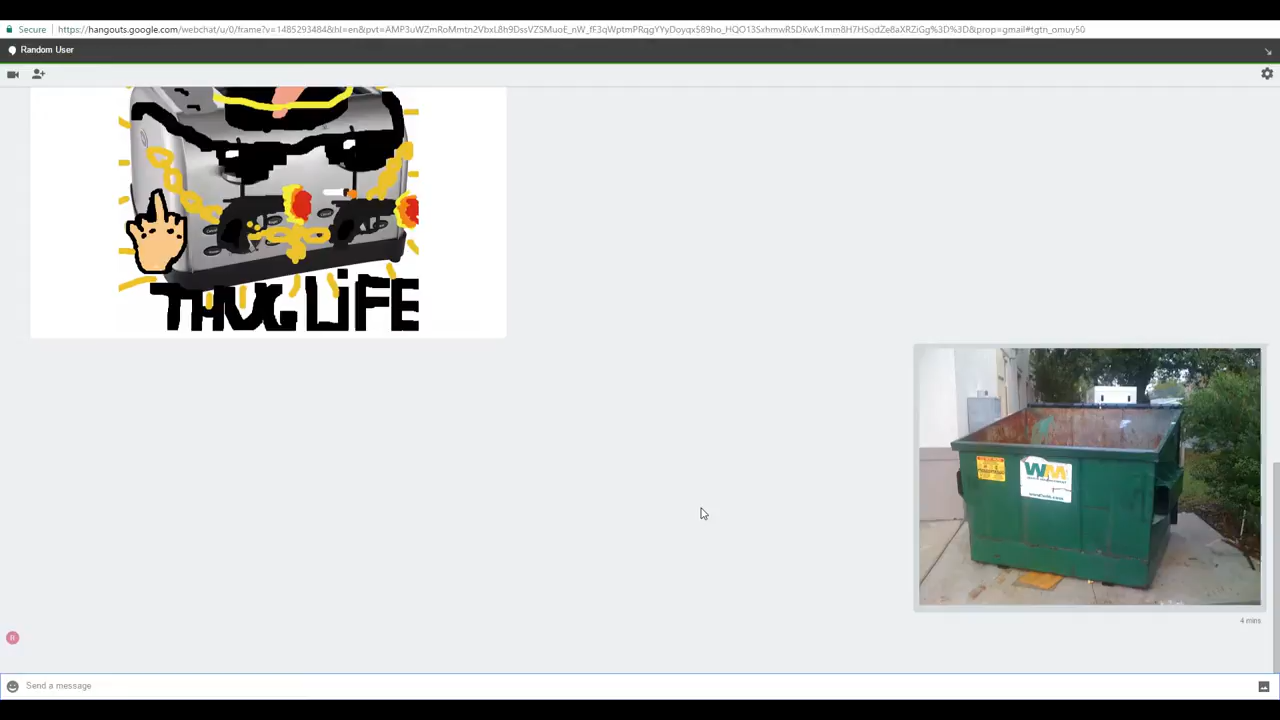 Secure
https://hangouts.google.com/webchat/u/0/frame?v=1485293484&hl=en&pvt=AMP3uWZmRoMmtn2VbxL8h9DssVZSMuoE_nW_fF3qWptmPRqgYYyDoyqx589ho_HQO13SxhmwR5DKwK1mm8H7HSodZe8aXRZiGg%3D%3D&prop=gmail#tgtn_omuy50
Random User
THUG LiFE
WM
4 mins
Send a message